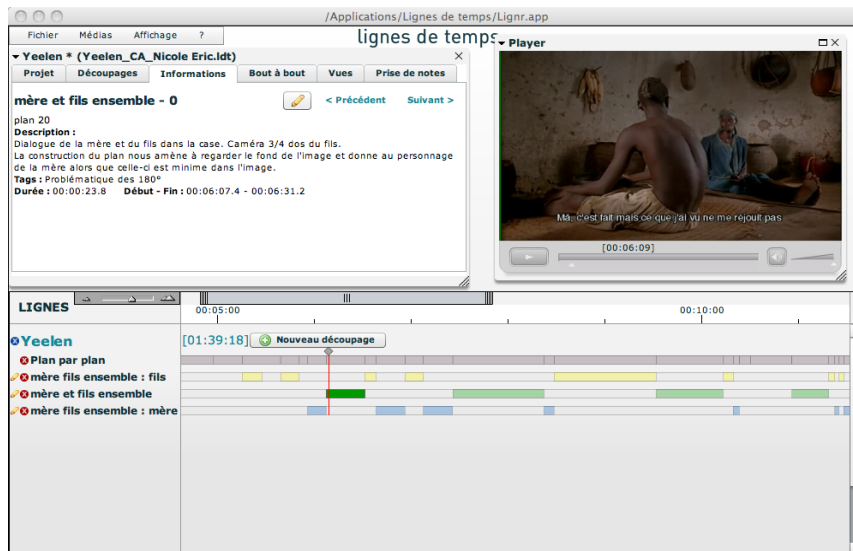 /Applications/Lignes de temps/Lignr.app
Fichier Médias Affichage ?
lignes de temps
Yeelen * (Yeelen_CA_Nicole Eric.ldt)
Projet Découpages Informations Bout à bout Vues Prise de notes
mère et fils ensemble - 0
< Précédent Suivant >
plan 20
Description :
Dialogue de la mère et du fils dans la case. Caméra 3/4 dos du fils.
La construction du plan nous amène à regarder le fond de l'image et donne au personnage
de la mère alors que celle-ci est minime dans l'image.
Tags : Problématique des 180°
Durée : 00:00:23.8 Début - Fin : 00:06:07.4 - 00:06:31.2
Player
Mà, c'est fait mais ce que j'ai vu ne me réjouit pas
[00:06:09]
LIGNES
00:05:00 00:10:00
Yeelen
[01:39:18] Nouveau découpage
Plan par plan
mère fils ensemble : fils
mère et fils ensemble
mère fils ensemble : mère